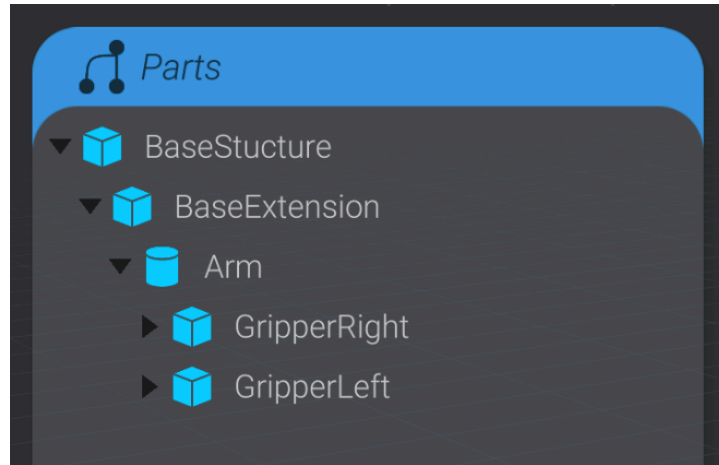 Parts
BaseStucture
BaseExtension
Arm
GripperRight
GripperLeft